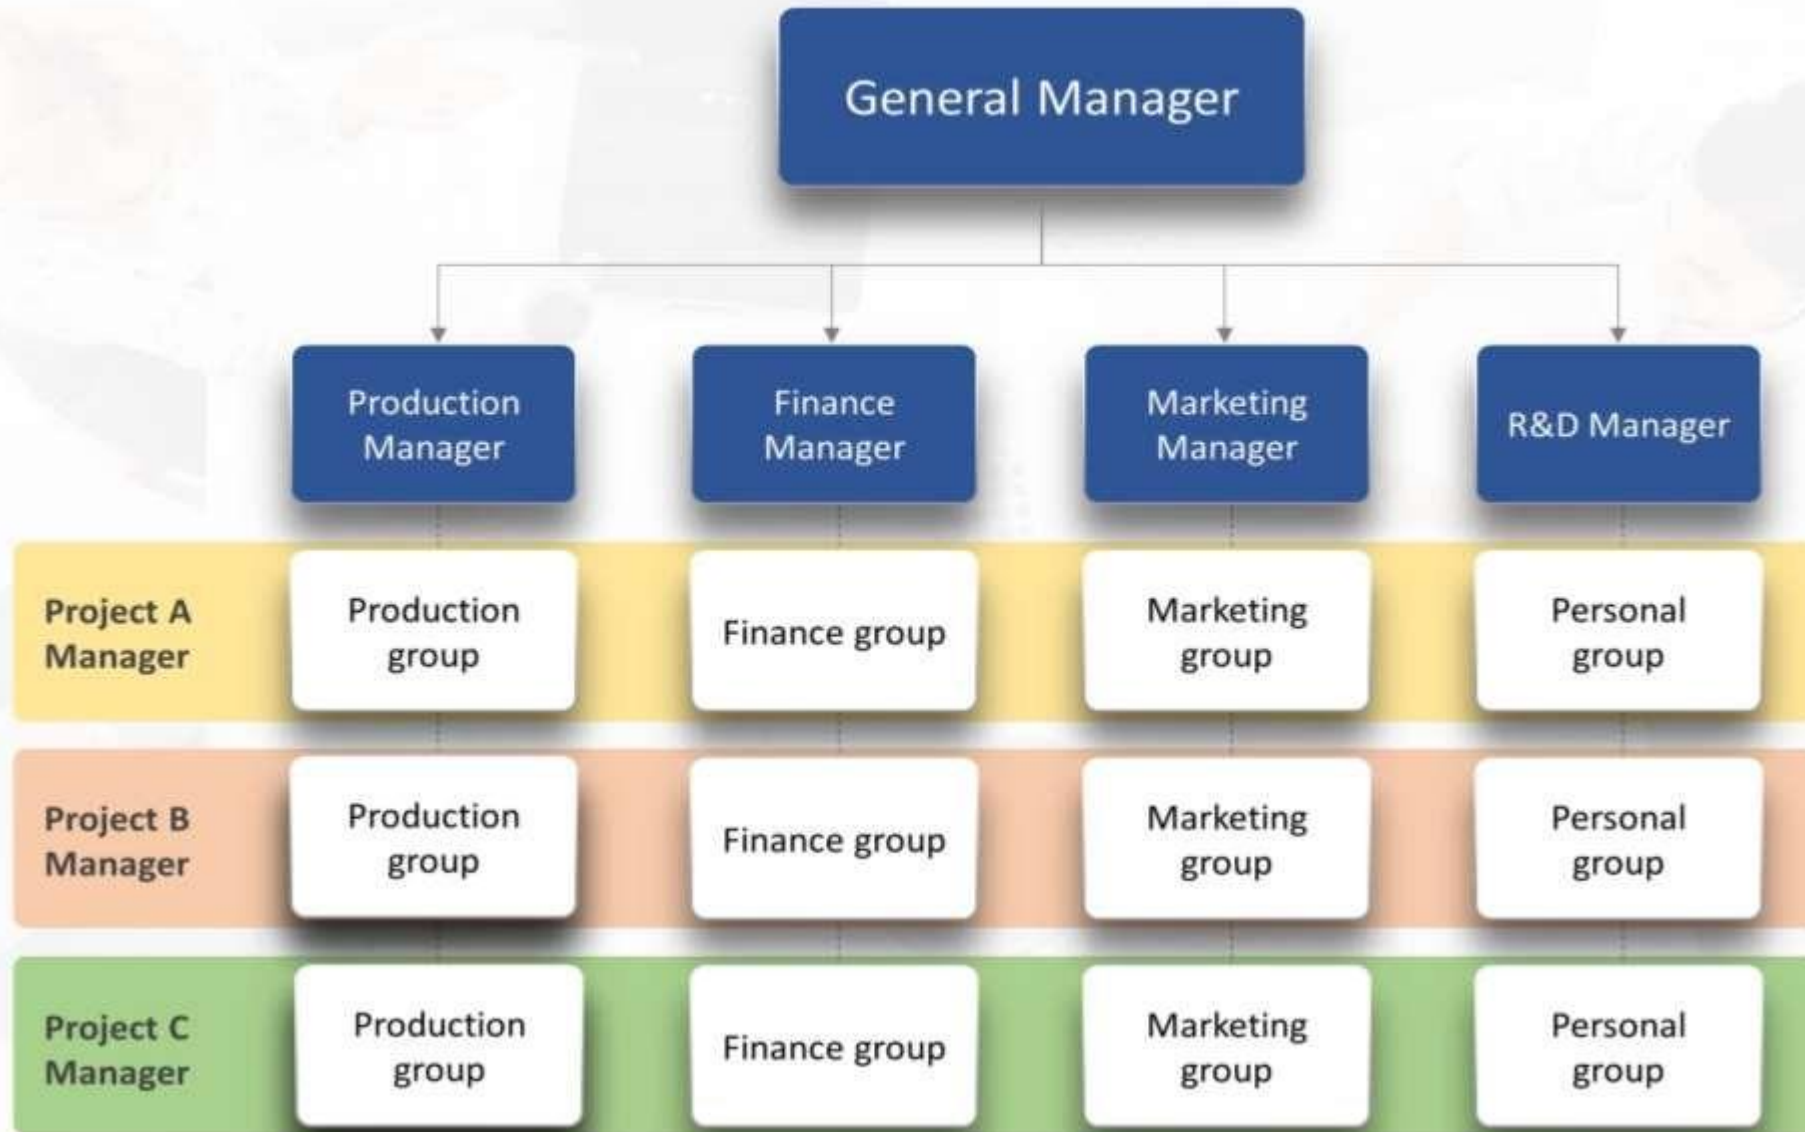 General Manager
Production
Manager
Finance
Manager
Marketing
Manager
R&D Manager
Project A
Manager
Production
group
Finance group
Marketing
group
Personal
group
Project B
Manager
Production
group
Finance group
Marketing
group
Personal
group
Project C
Manager
Production
group
Finance group
Marketing
group
Personal
group